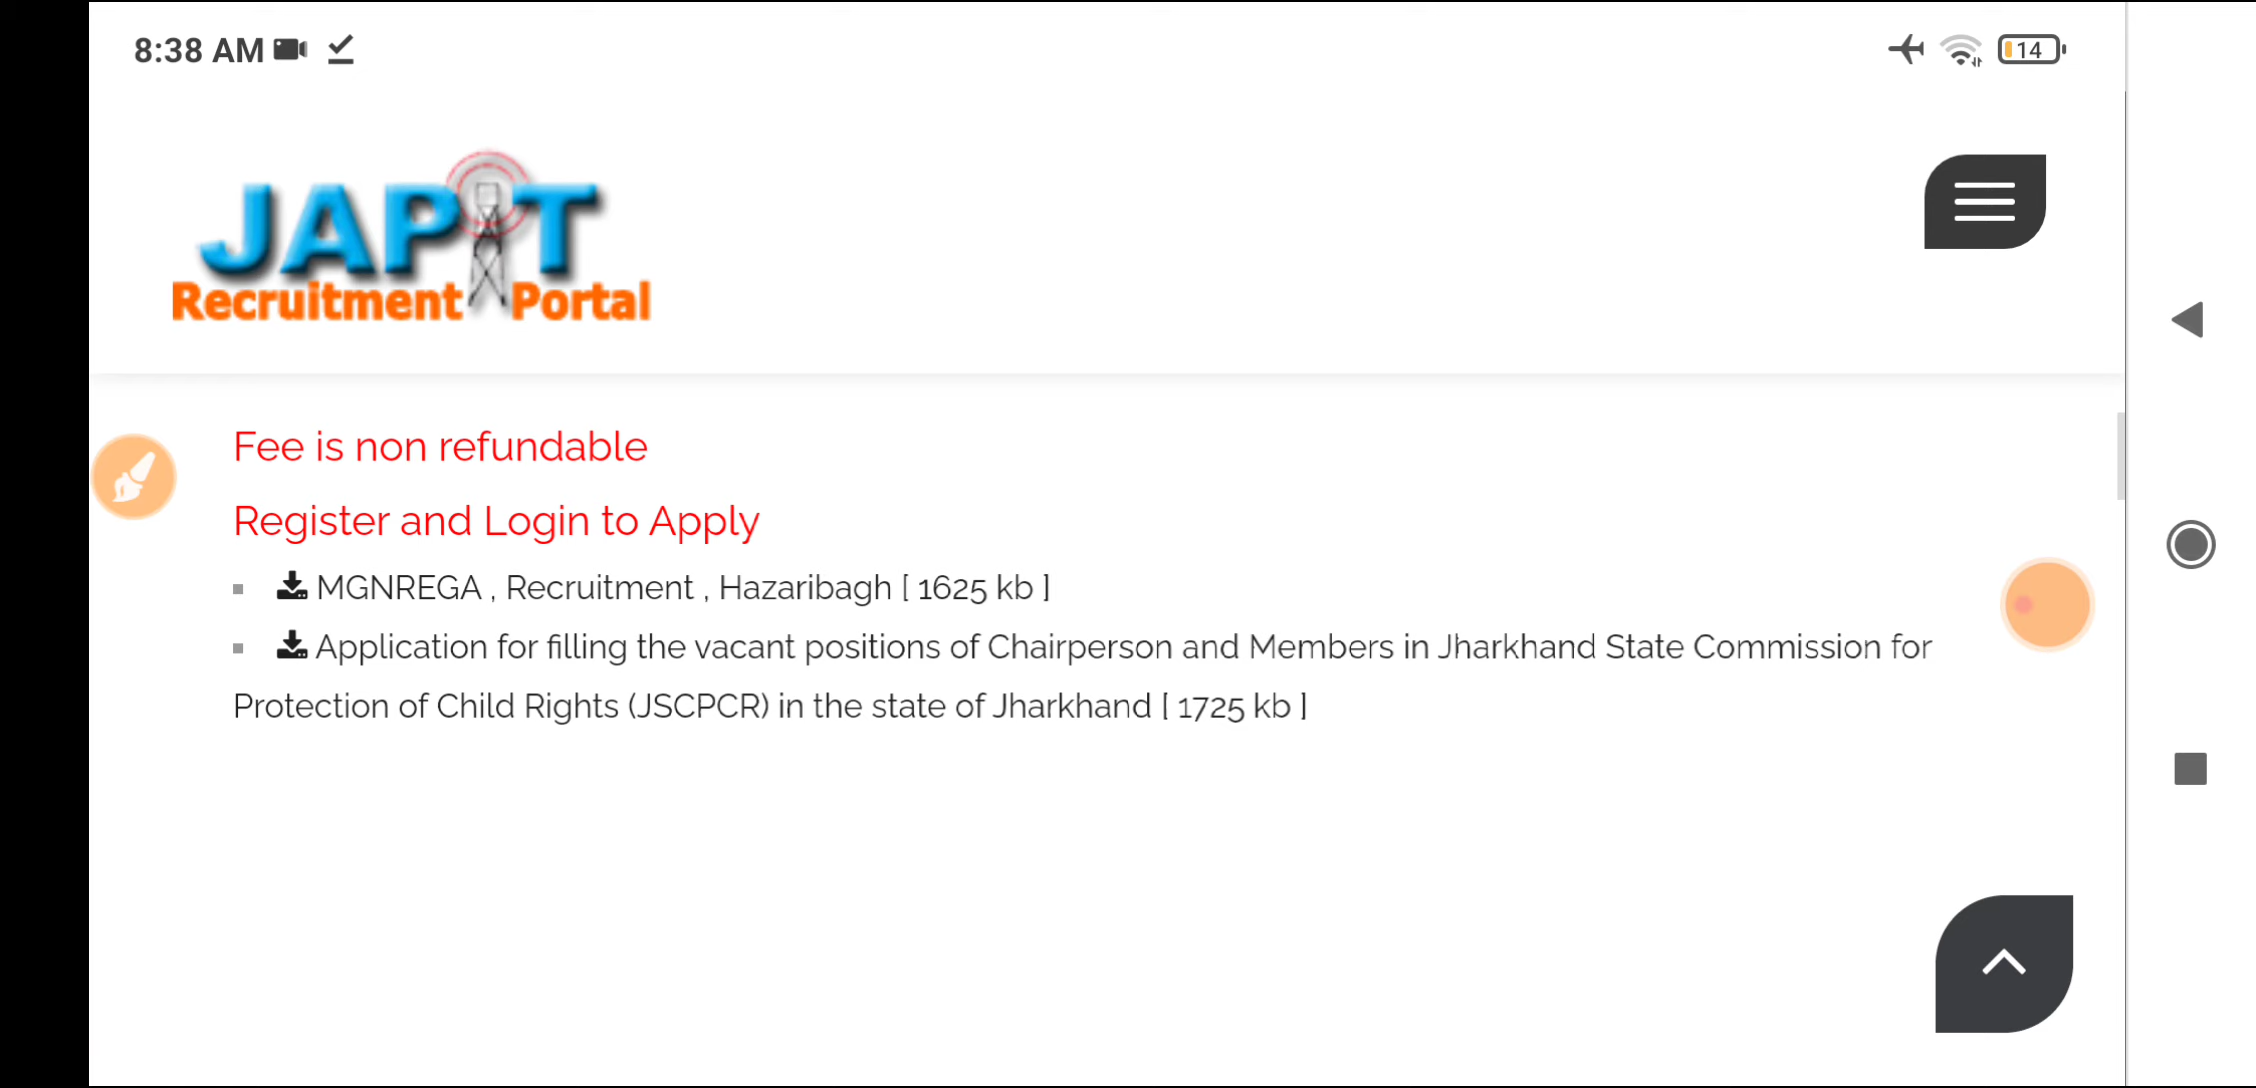 8:38 AM
14
JAPIT
Recruitment Portal
Fee is non refundable
Register and Login to Apply
MGNREGA , Recruitment , Hazaribagh [ 1625 kb ]
Application for filling the vacant positions of Chairperson and Members in Jharkhand State Commission for
Protection of Child Rights (JSCPCR) in the state of Jharkhand [ 1725 kb ]